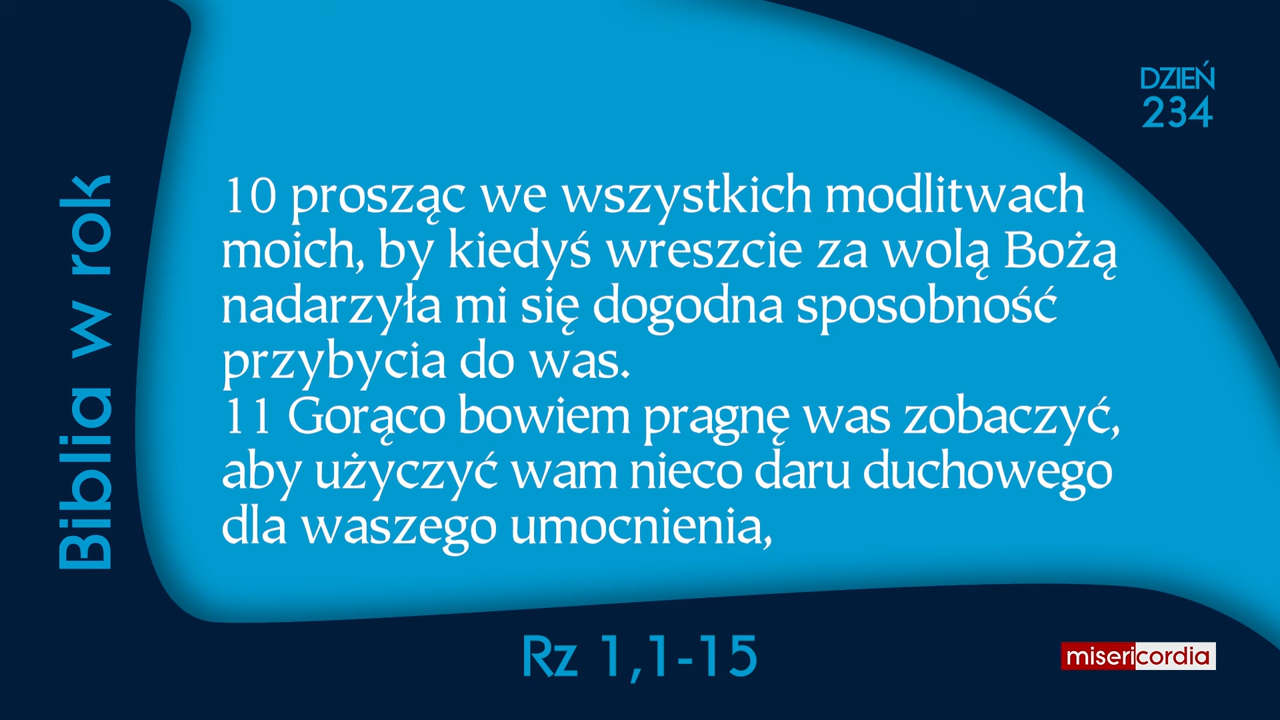 DZIEŃ
234
Biblia w rok
10 prosząc we wszystkich modlitwach
moich, by kiedyś wreszcie za wolą Bożą
nadarzyła mi się dogodna sposobność
przybycia do was.
11 Gorąco bowiem pragnę was zobaczyć,
aby użyczyć wam nieco daru duchowego
dla waszego umocnienia,
Rz 1,1-15
misericordia